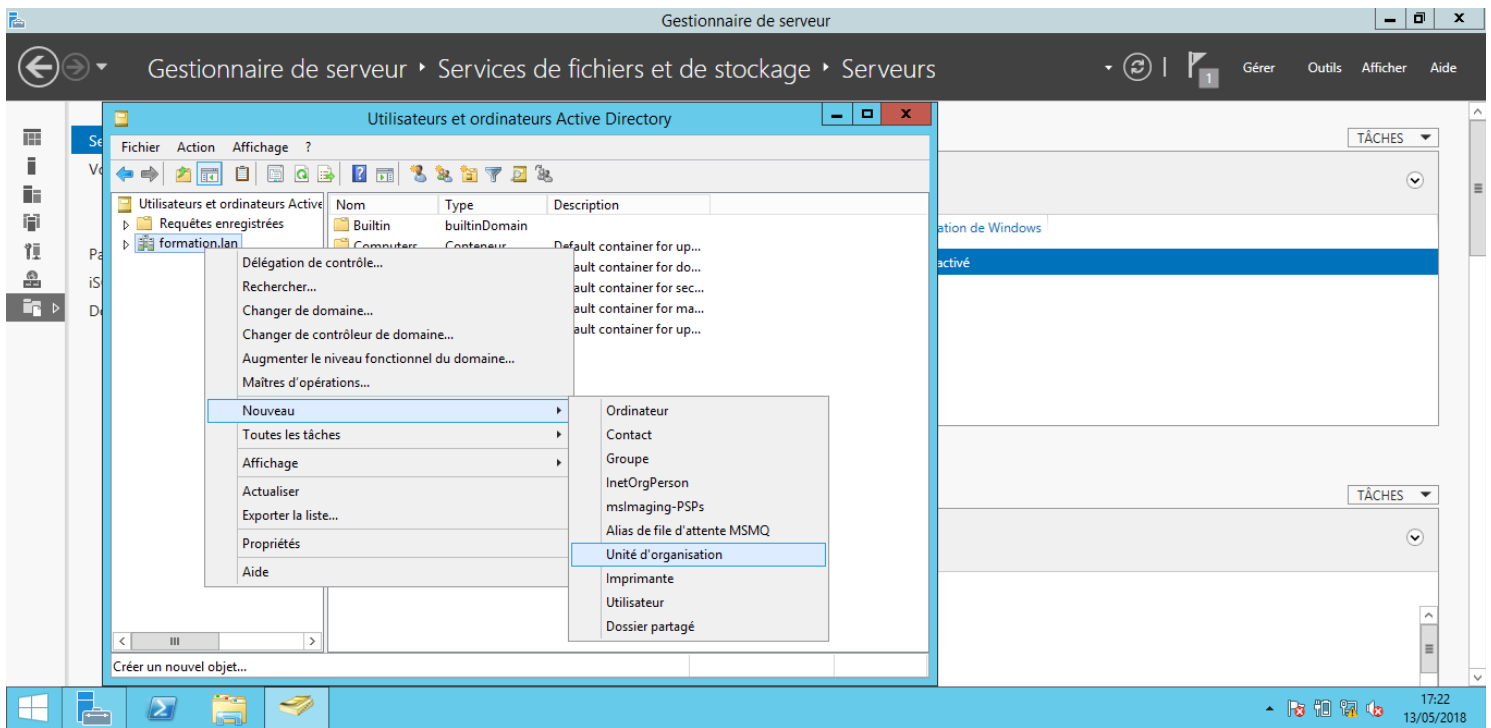 Gestionnaire de serveur
Gestionnaire de serveur ‣ Services de fichiers et de stockage ‣ Serveurs
1
Gérer Outils Afficher Aide
Utilisateurs et ordinateurs Active Directory
Fichier Action Affichage ?
Utilisateurs et ordinateurs Active
Requêtes enregistrées
formation.lan
Nom Type Description
Builtin builtinDomain
Computers Conteneur Default container for up...
ault container for do...
ault container for sec...
ault container for ma...
ault container for up...
Délégation de contrôle...
Rechercher...
Changer de domaine...
Changer de contrôleur de domaine...
Augmenter le niveau fonctionnel du domaine...
Maîtres d'opérations...
Nouveau
Toutes les tâches
Affichage
Actualiser
Exporter la liste...
Propriétés
Aide
Ordinateur
Contact
Groupe
InetOrgPerson
msImaging-PSPs
Alias de file d'attente MSMQ
Unité d'organisation
Imprimante
Utilisateur
Dossier partagé
Créer un nouvel objet...
Se
Vo
Pa
iS
De
TÂCHES
ation de Windows
activé
TÂCHES
17:22
13/05/2018